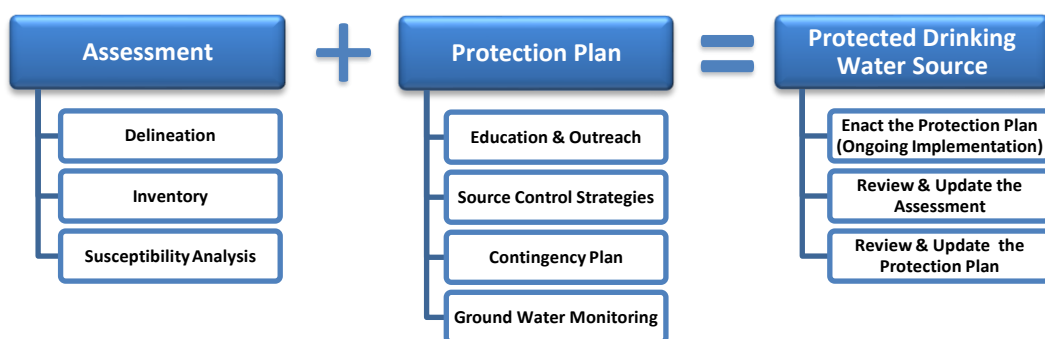 Assessment
Delineation
Inventory
Susceptibility Analysis
+
Protection Plan
Education & Outreach
Source Control Strategies
Contingency Plan
Ground Water Monitoring
=
Protected Drinking
Water Source
Enact the Protection Plan
(Ongoing Implementation)
Review & Update the
Assessment
Review & Update the
Protection Plan